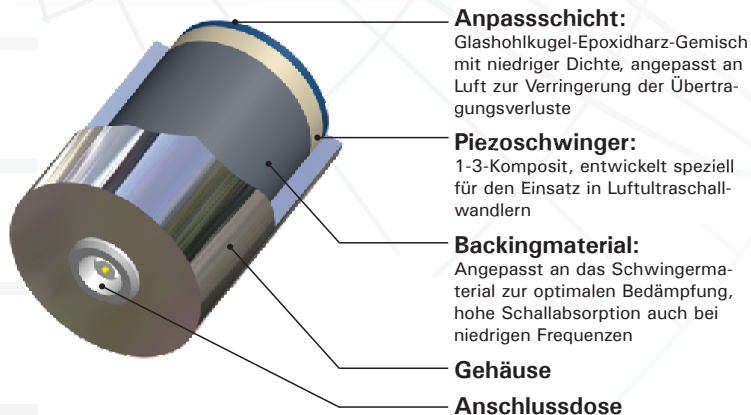 Anpassschicht:
Glashohlkugel-Epoxidharz-Gemisch
mit niedriger Dichte, angepasst an
Luft zur Verringerung der Übertra-
gungsverluste
Piezoschwinger:
1-3-Komposit, entwickelt speziell
für den Einsatz in Luftultraschall-
wandlern
Backingmaterial:
Angepasst an das Schwingerma-
terial zur optimalen Bedämpfung,
hohe Schallabsorption auch bei
niedrigen Frequenzen
Gehäuse
Anschlussdose